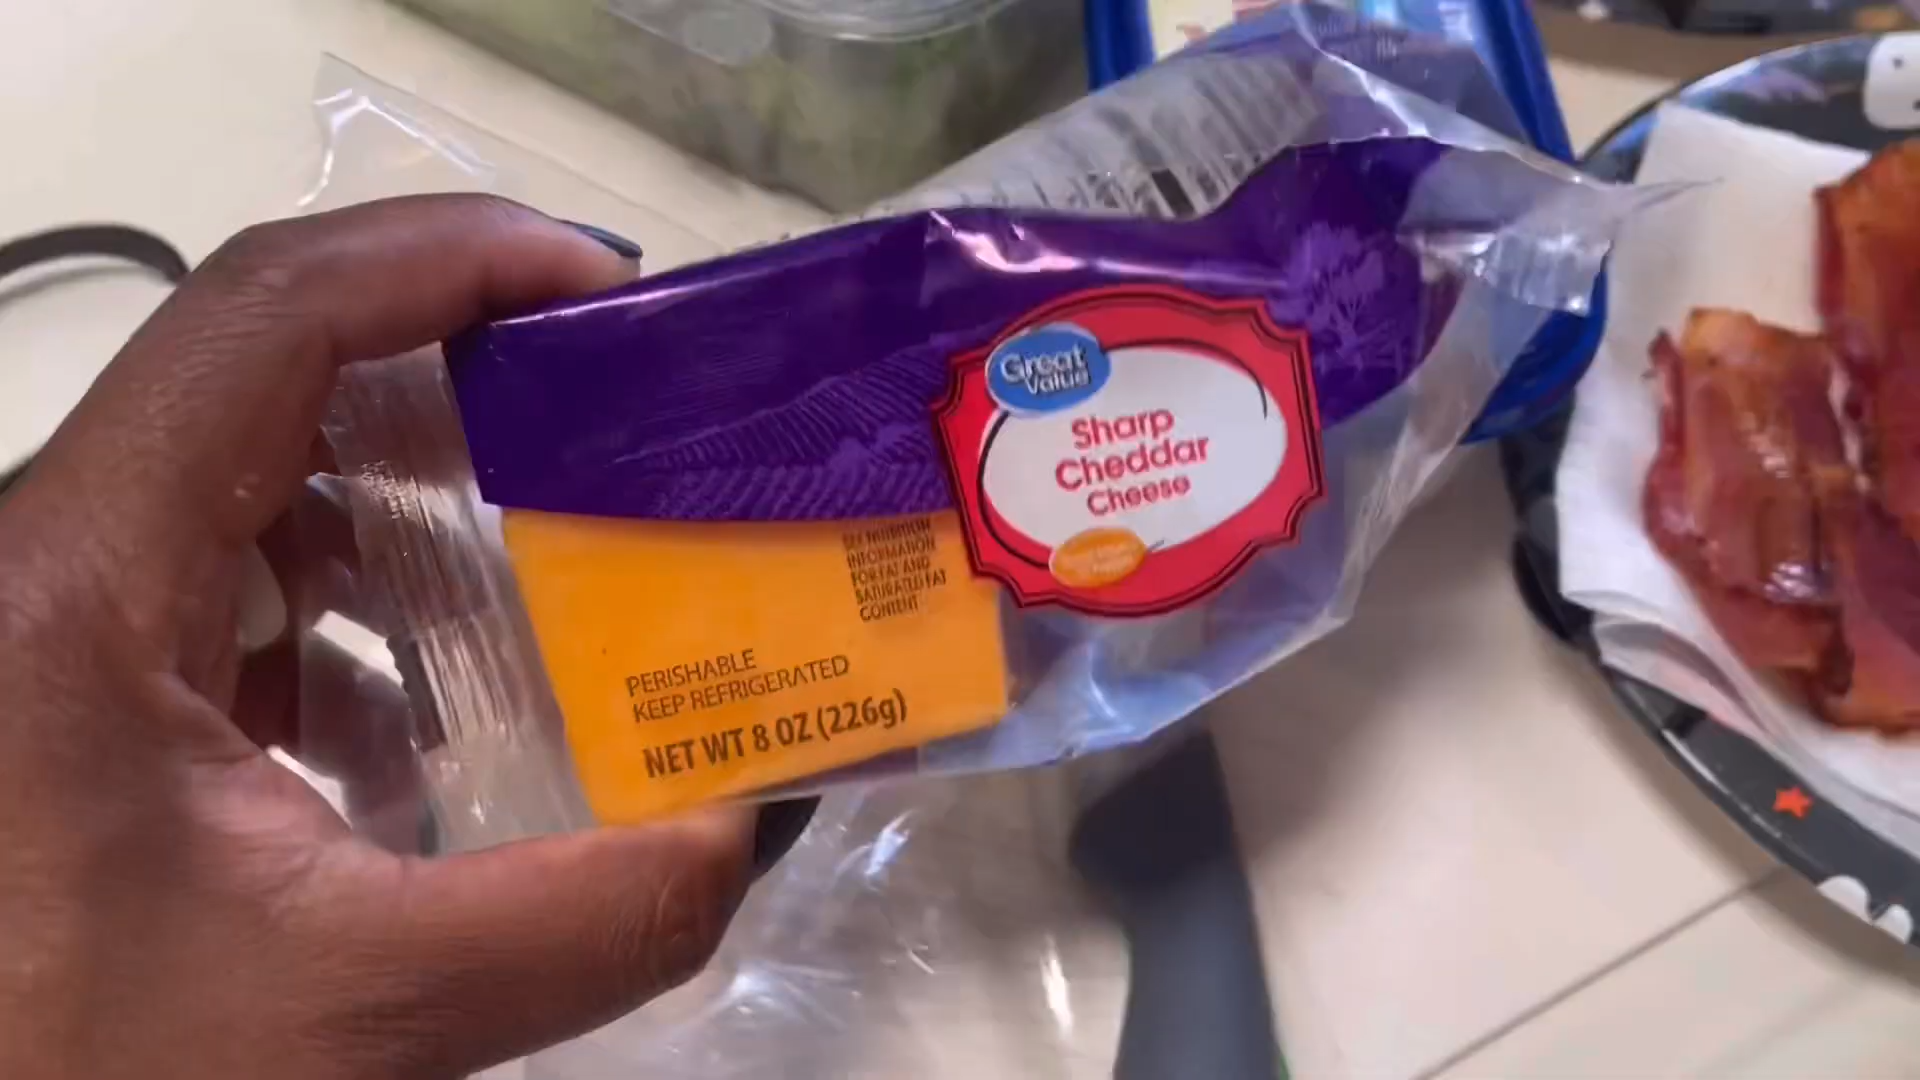 Great
Value
Sharp
Cheddar
Cheese
SEE NUTRITION
INFORMATION
FOR FAT AND
SATURATED FAT
CONTENT
PERISHABLE
KEEP REFRIGERATED
NET WT 8 OZ (226g)